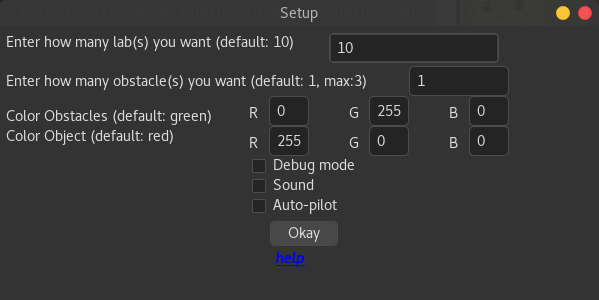 Setup
Enter how many lab(s) you want (default: 10) 10
Enter how many obstacle(s) you want (default: 1, max:3) 1
Color Obstacles (default: green) R 0 G 255 B 0
Color Object (default: red) R 255 G 0 B 0
Debug mode
Sound
Auto-pilot
Okay
help